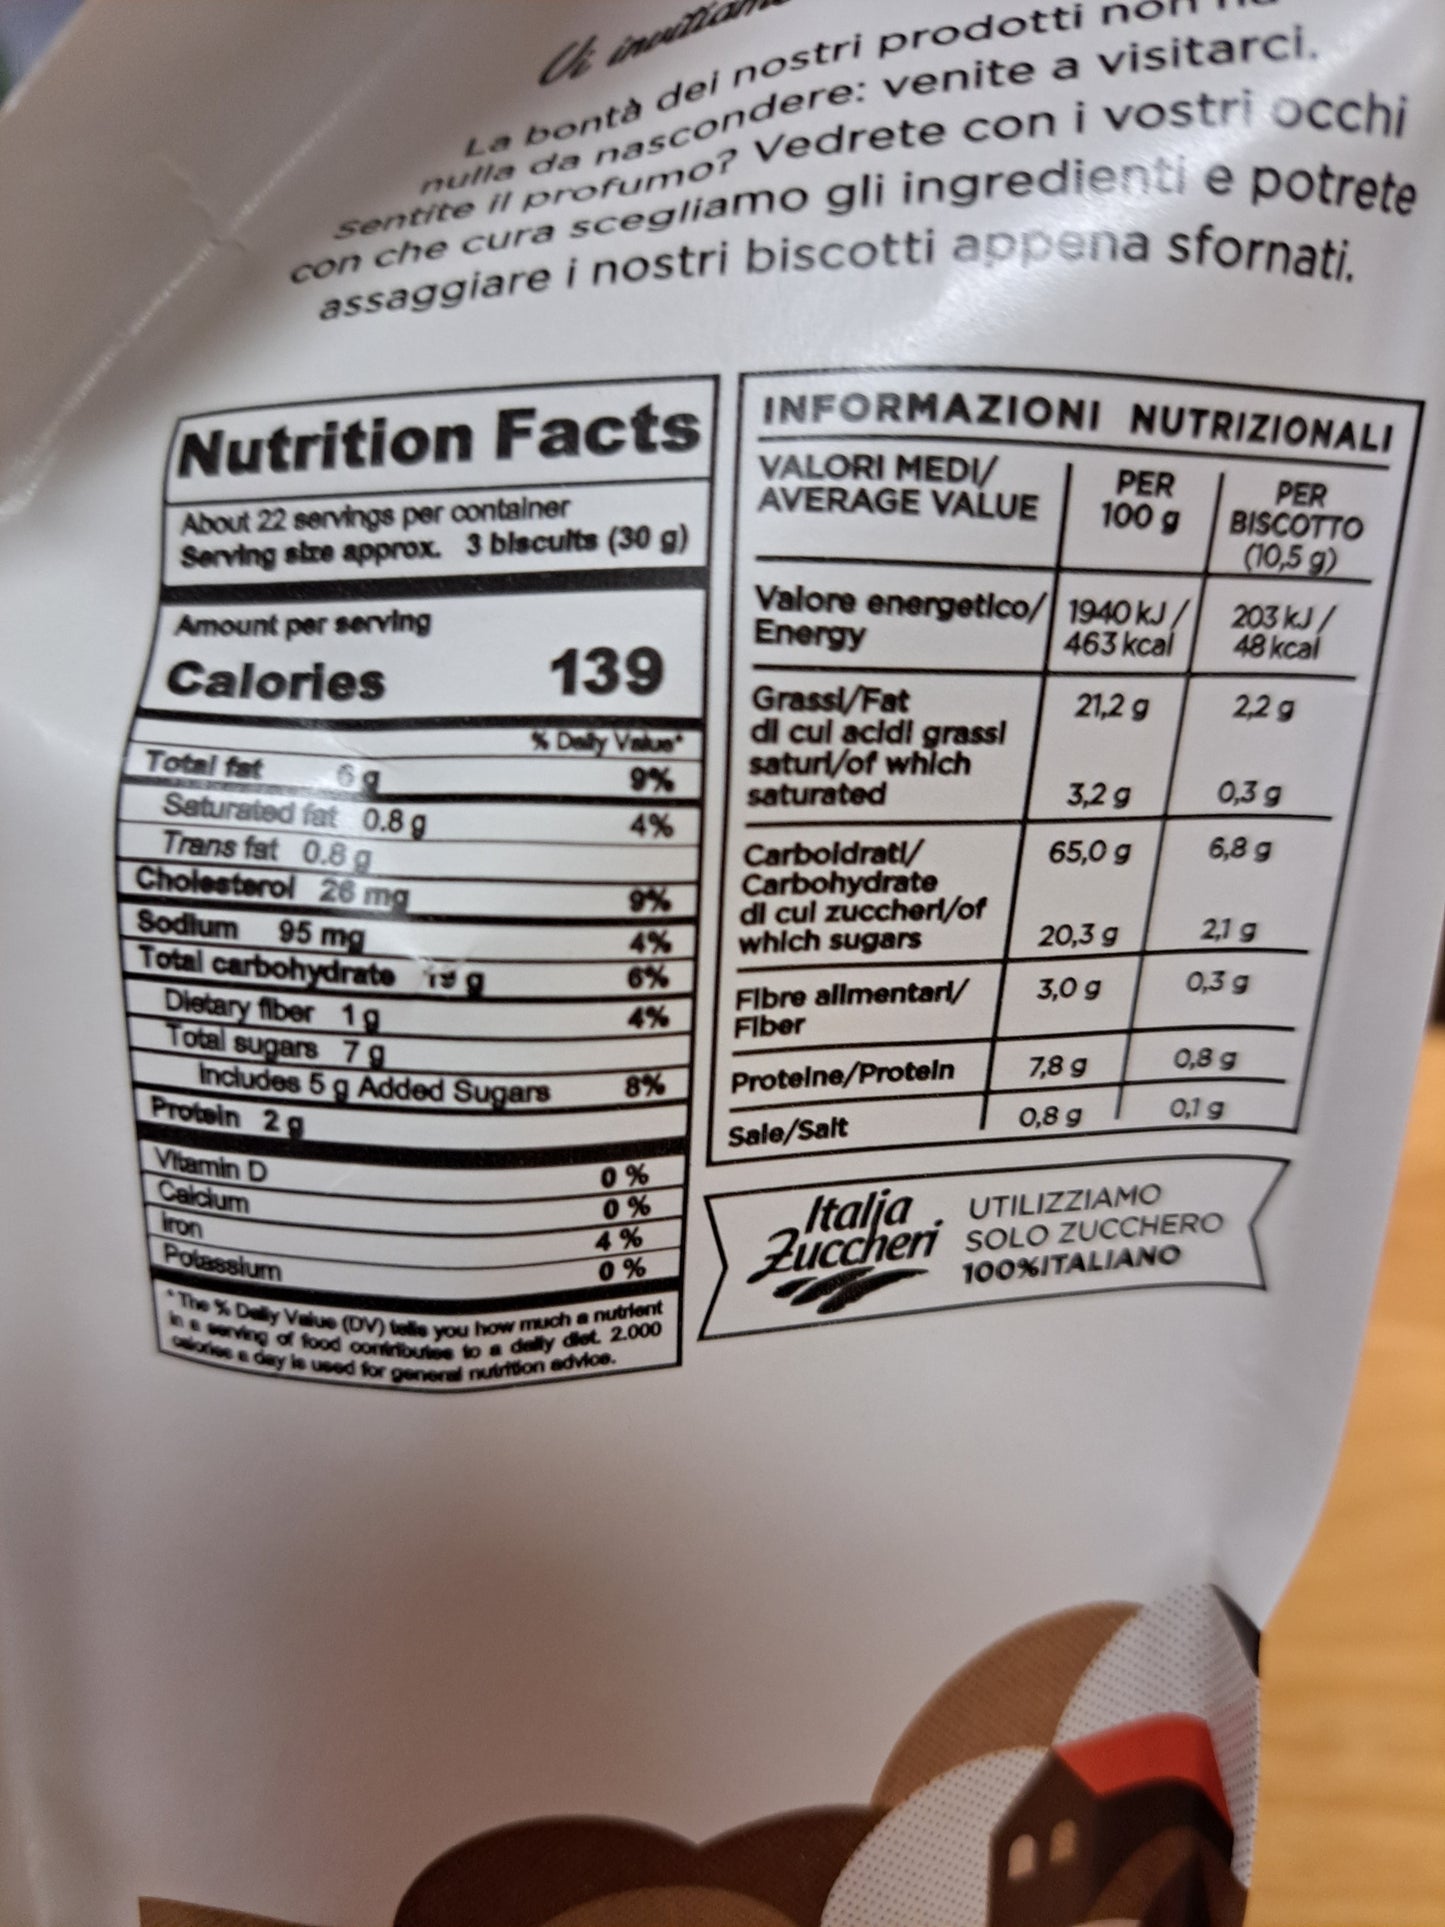 Vi invitiamo
La bontà dei nostri prodotti non
nulla da nascondere: venite a visitarci.
Sentite il profumo? Vedrete con i vostri occhi
con che cura scegliamo gli ingredienti e potrete
assaggiare i nostri biscotti appena sfornati.
Nutrition Facts
About 22 servings per container
Serving size approx. 3 biscuits (30 g)
Amount per serving
Calories 139
% Daily Value*
Total fat 6 g 9%
Saturated fat 0.8 g 4%
Trans fat 0.8 g
Cholesterol 26 mg 9%
Sodium 95 mg 4%
Total carbohydrate g 6%
Dietary fiber 1 g 4%
Total sugars 7 g
Includes 5 g Added Sugars 8%
Protein 2 g
Vitamin D 0 %
Calcium 0 %
Iron 4 %
Potassium 0 %
* The % Daily Value (DV) tells you how much a nutrient
in a serving of food contributes to a daily diet. 2.000
calories a day is used for general nutrition advice.
INFORMAZIONI NUTRIZIONALI
VALORI MEDI/ PER PER
AVERAGE VALUE 100 g BISCOTTO
(10,5 g)
Valore energetico/ 1940 kJ / 203 kJ /
Energy 463 kcal 48 kcal
Grassi/Fat 21,2 g 2,2 g
di cui acidi grassi
saturi/of which
saturated 3,2 g 0,3 g
Carboidrati/ 65,0 g 6,8 g
Carbohydrate
di cui zuccheri/of
which sugars 20,3 g 2,1 g
Fibre alimentari/ 3,0 g 0,3 g
Fiber
Proteine/Protein 7,8 g 0,8 g
Sale/Salt 0,8 g 0,1 g
Italia
Zuccheri
UTILIZZIAMO
SOLO ZUCCHERO
100%ITALIANO